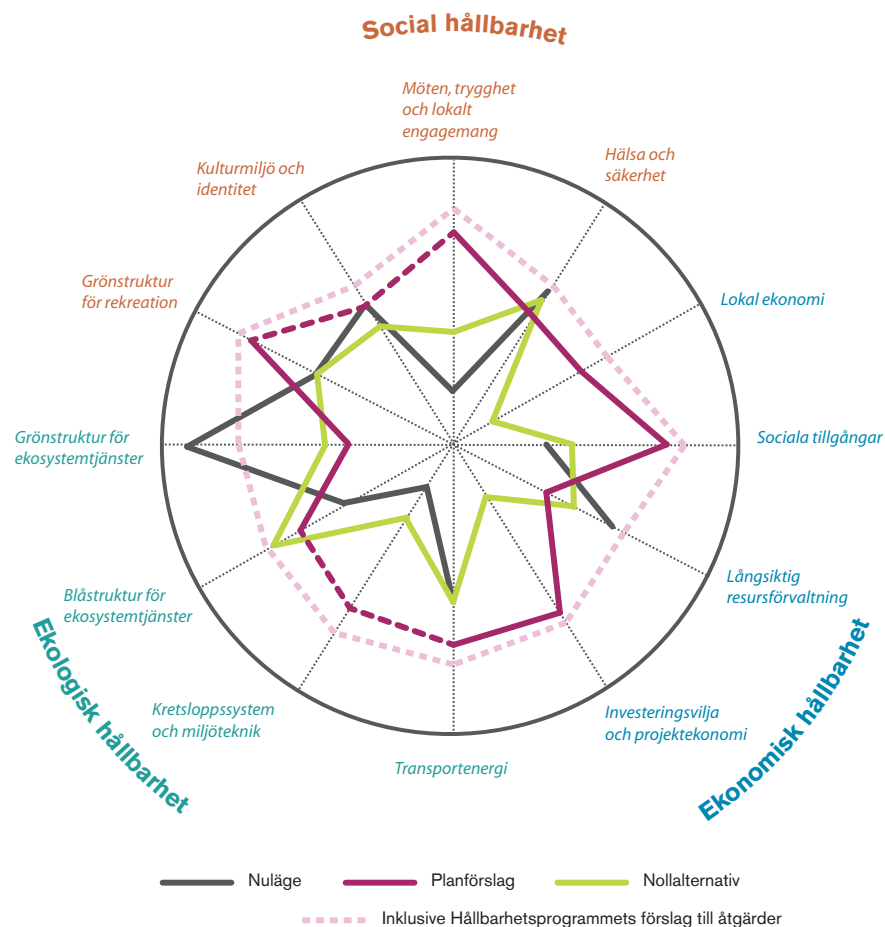 Social hållbarhet
Möten, trygghet
och lokalt
engagemang
Hälsa och
säkerhet
Kulturmiljö och
identitet
Grönstruktur
för rekreation
Lokal ekonomi
Grönstruktur för
ekosystemtjänster
Sociala tillgångar
Blåstruktur för
ekosystemtjänster
Långsiktig
resursförvaltning
Ekologisk hållbarhet
Ekonomisk hållbarhet
Kretsloppssystem
och miljöteknik
Investeringsvilja
och projektekonomi
Transportenergi
Nuläge
Planförslag
Nollalternativ
Inklusive Hållbarhetsprogrammets förslag till åtgärder